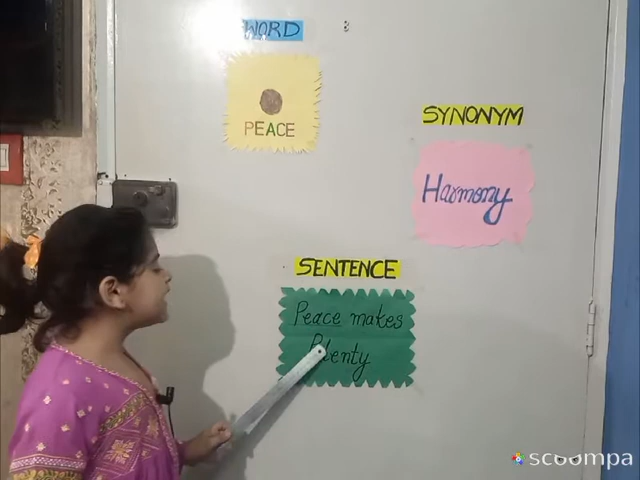 WORD
PEACE
SYNONYM
Harmony
SENTENCE
Peace makes
Plenty
scoompa